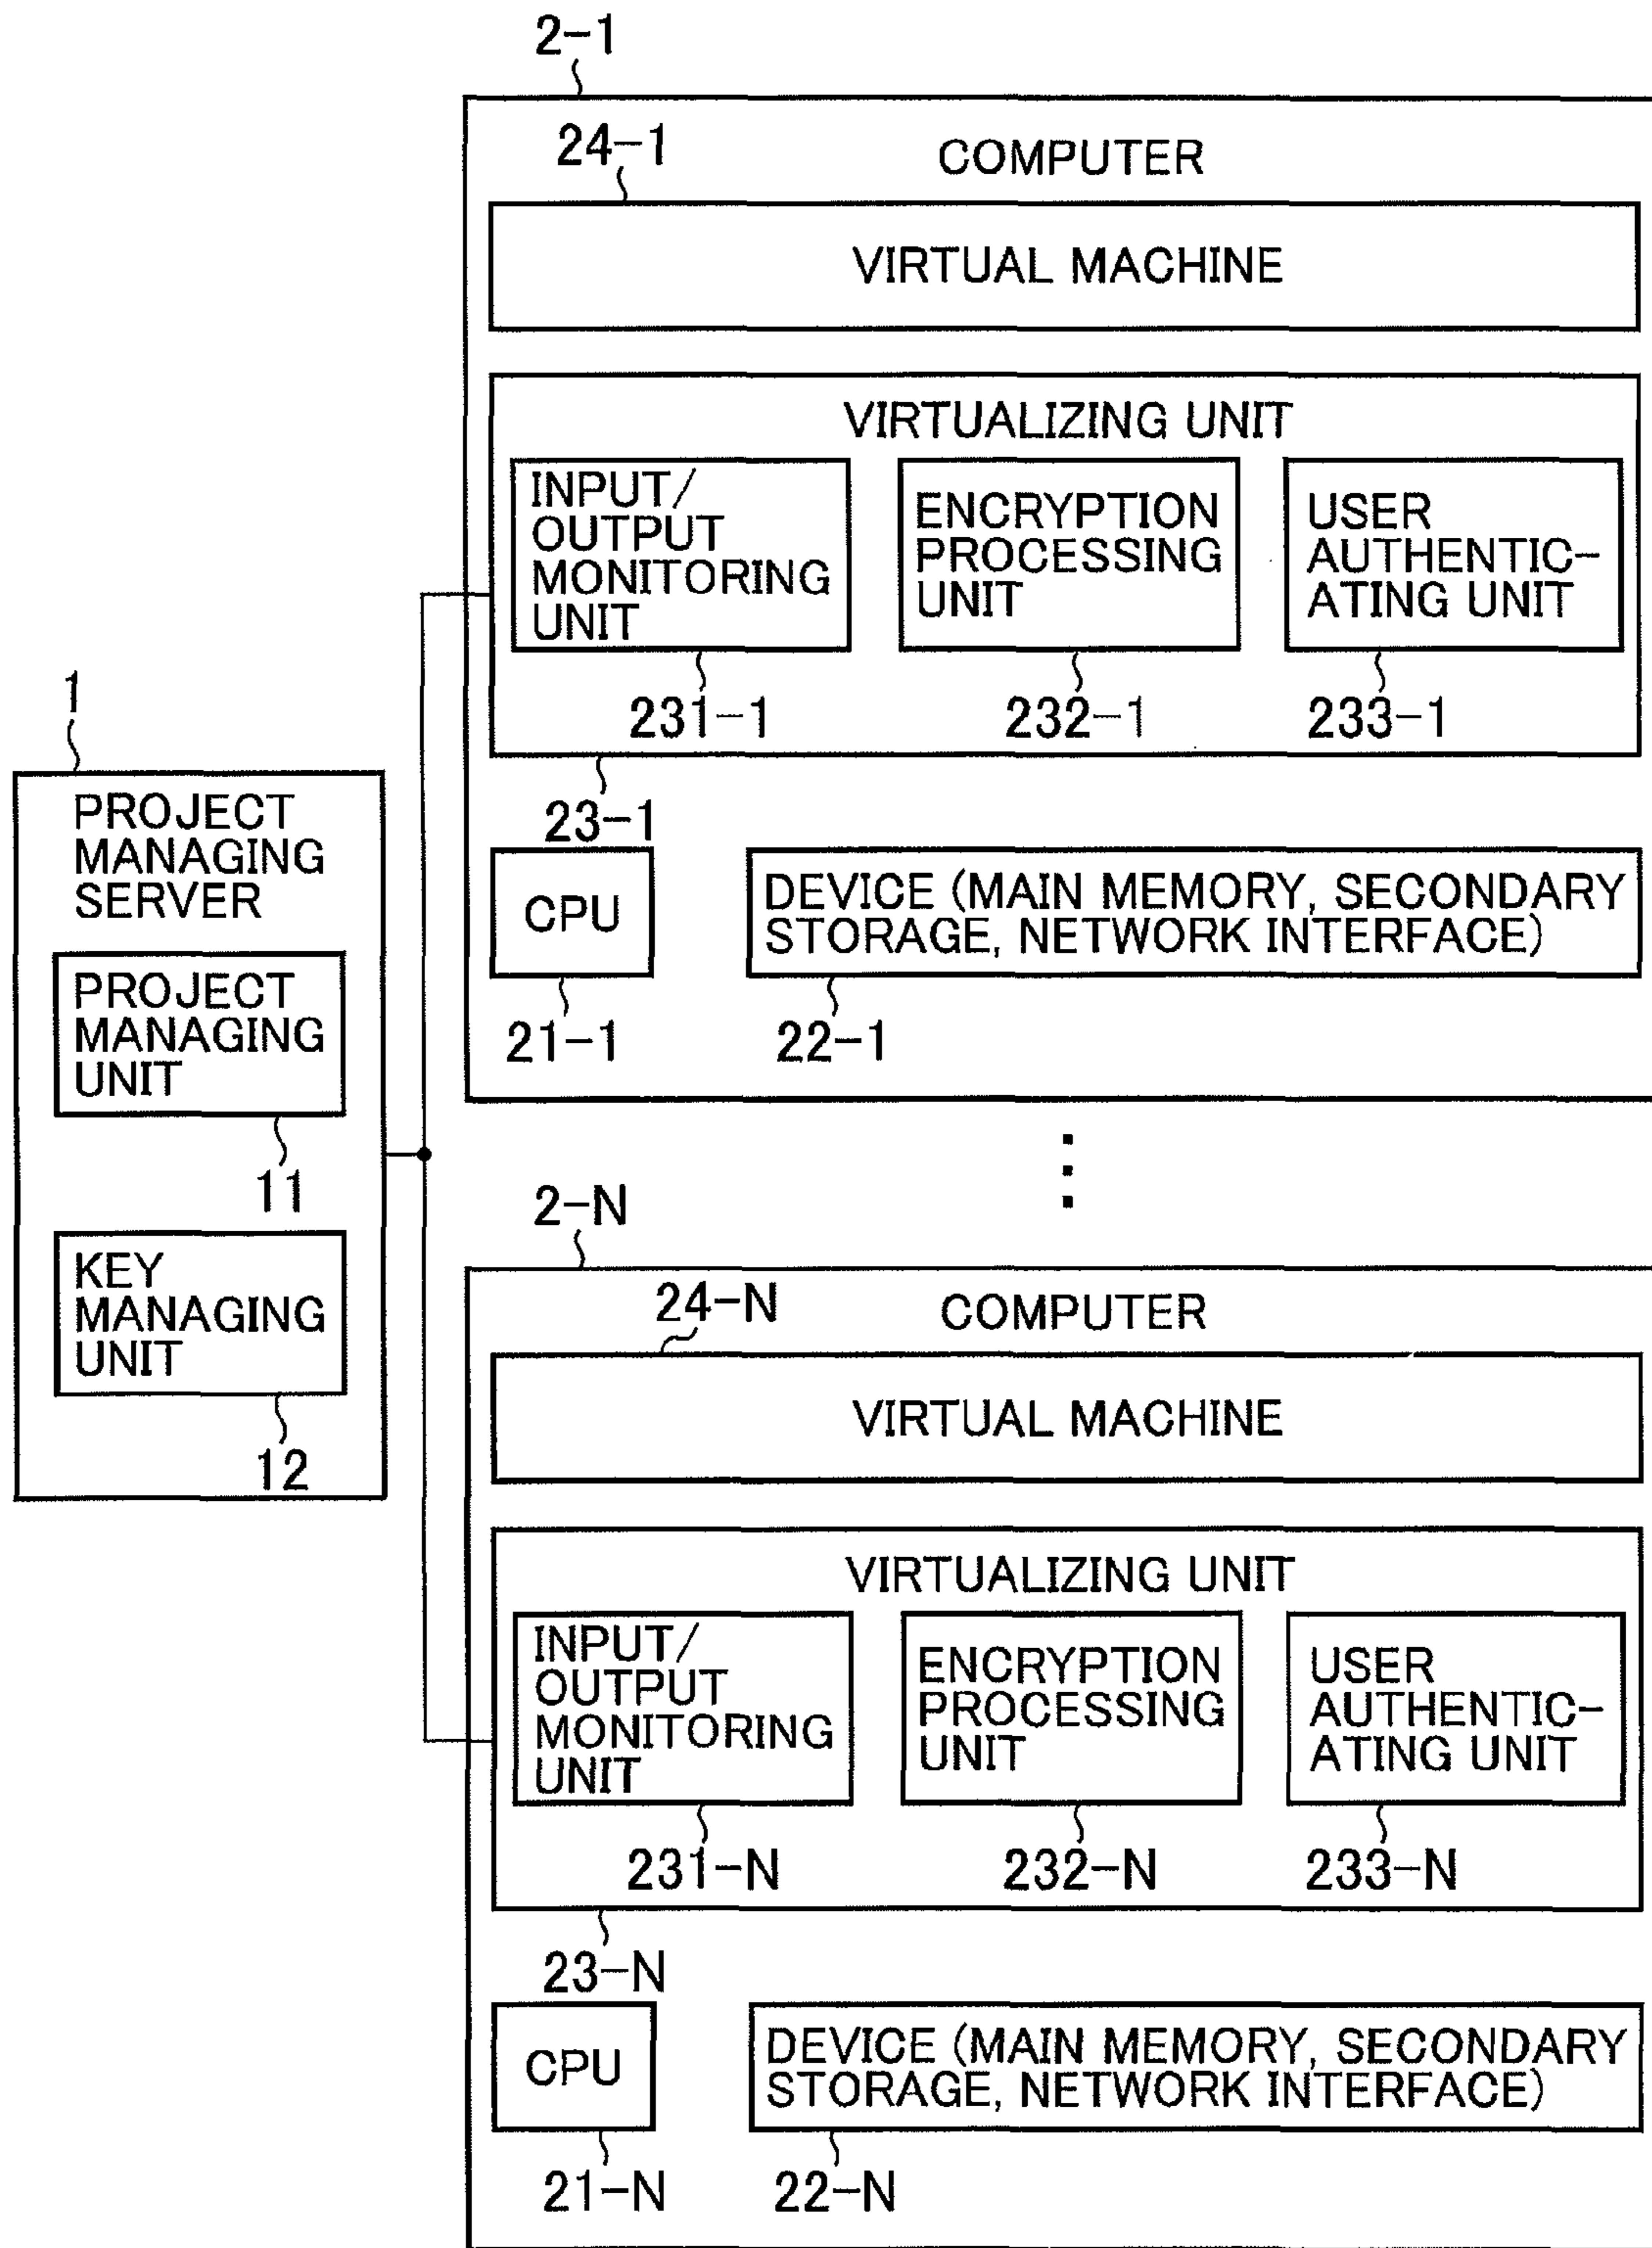 2-1
24-1
COMPUTER
VIRTUAL MACHINE
VIRTUALIZING UNIT
INPUT/
OUTPUT
MONITORING
UNIT
ENCRYPTION
PROCESSING
UNIT
USER
AUTHENTIC-
ATING UNIT
231-1
232-1
233-1
23-1
CPU
DEVICE (MAIN MEMORY, SECONDARY
STORAGE, NETWORK INTERFACE)
21-1
22-1
1
PROJECT
MANAGING
SERVER
PROJECT
MANAGING
UNIT
11
KEY
MANAGING
UNIT
12
2-N
24-N
COMPUTER
VIRTUAL MACHINE
VIRTUALIZING UNIT
INPUT/
OUTPUT
MONITORING
UNIT
ENCRYPTION
PROCESSING
UNIT
USER
AUTHENTIC-
ATING UNIT
231-N
232-N
233-N
23-N
CPU
DEVICE (MAIN MEMORY, SECONDARY
STORAGE, NETWORK INTERFACE)
21-N
22-N